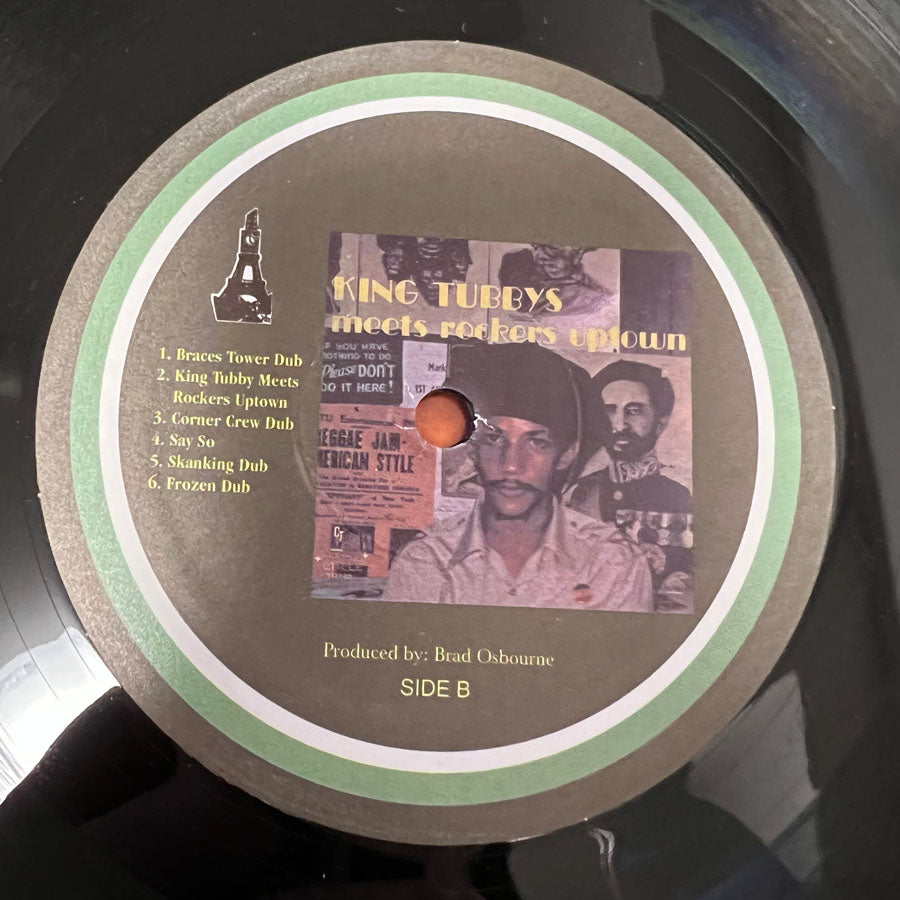 KING TUBBYS
meets rockers uptown
IF YOU HAVE
NOTHING TO DO
Please DON'T
DO IT HERE!
REGGAE JAM-
AMERICAN STYLE
1. Braces Tower Dub
2. King Tubby Meets
Rockers Uptown
3. Corner Crew Dub
4. Say So
5. Skanking Dub
6. Frozen Dub
Produced by: Brad Osbourne
SIDE B